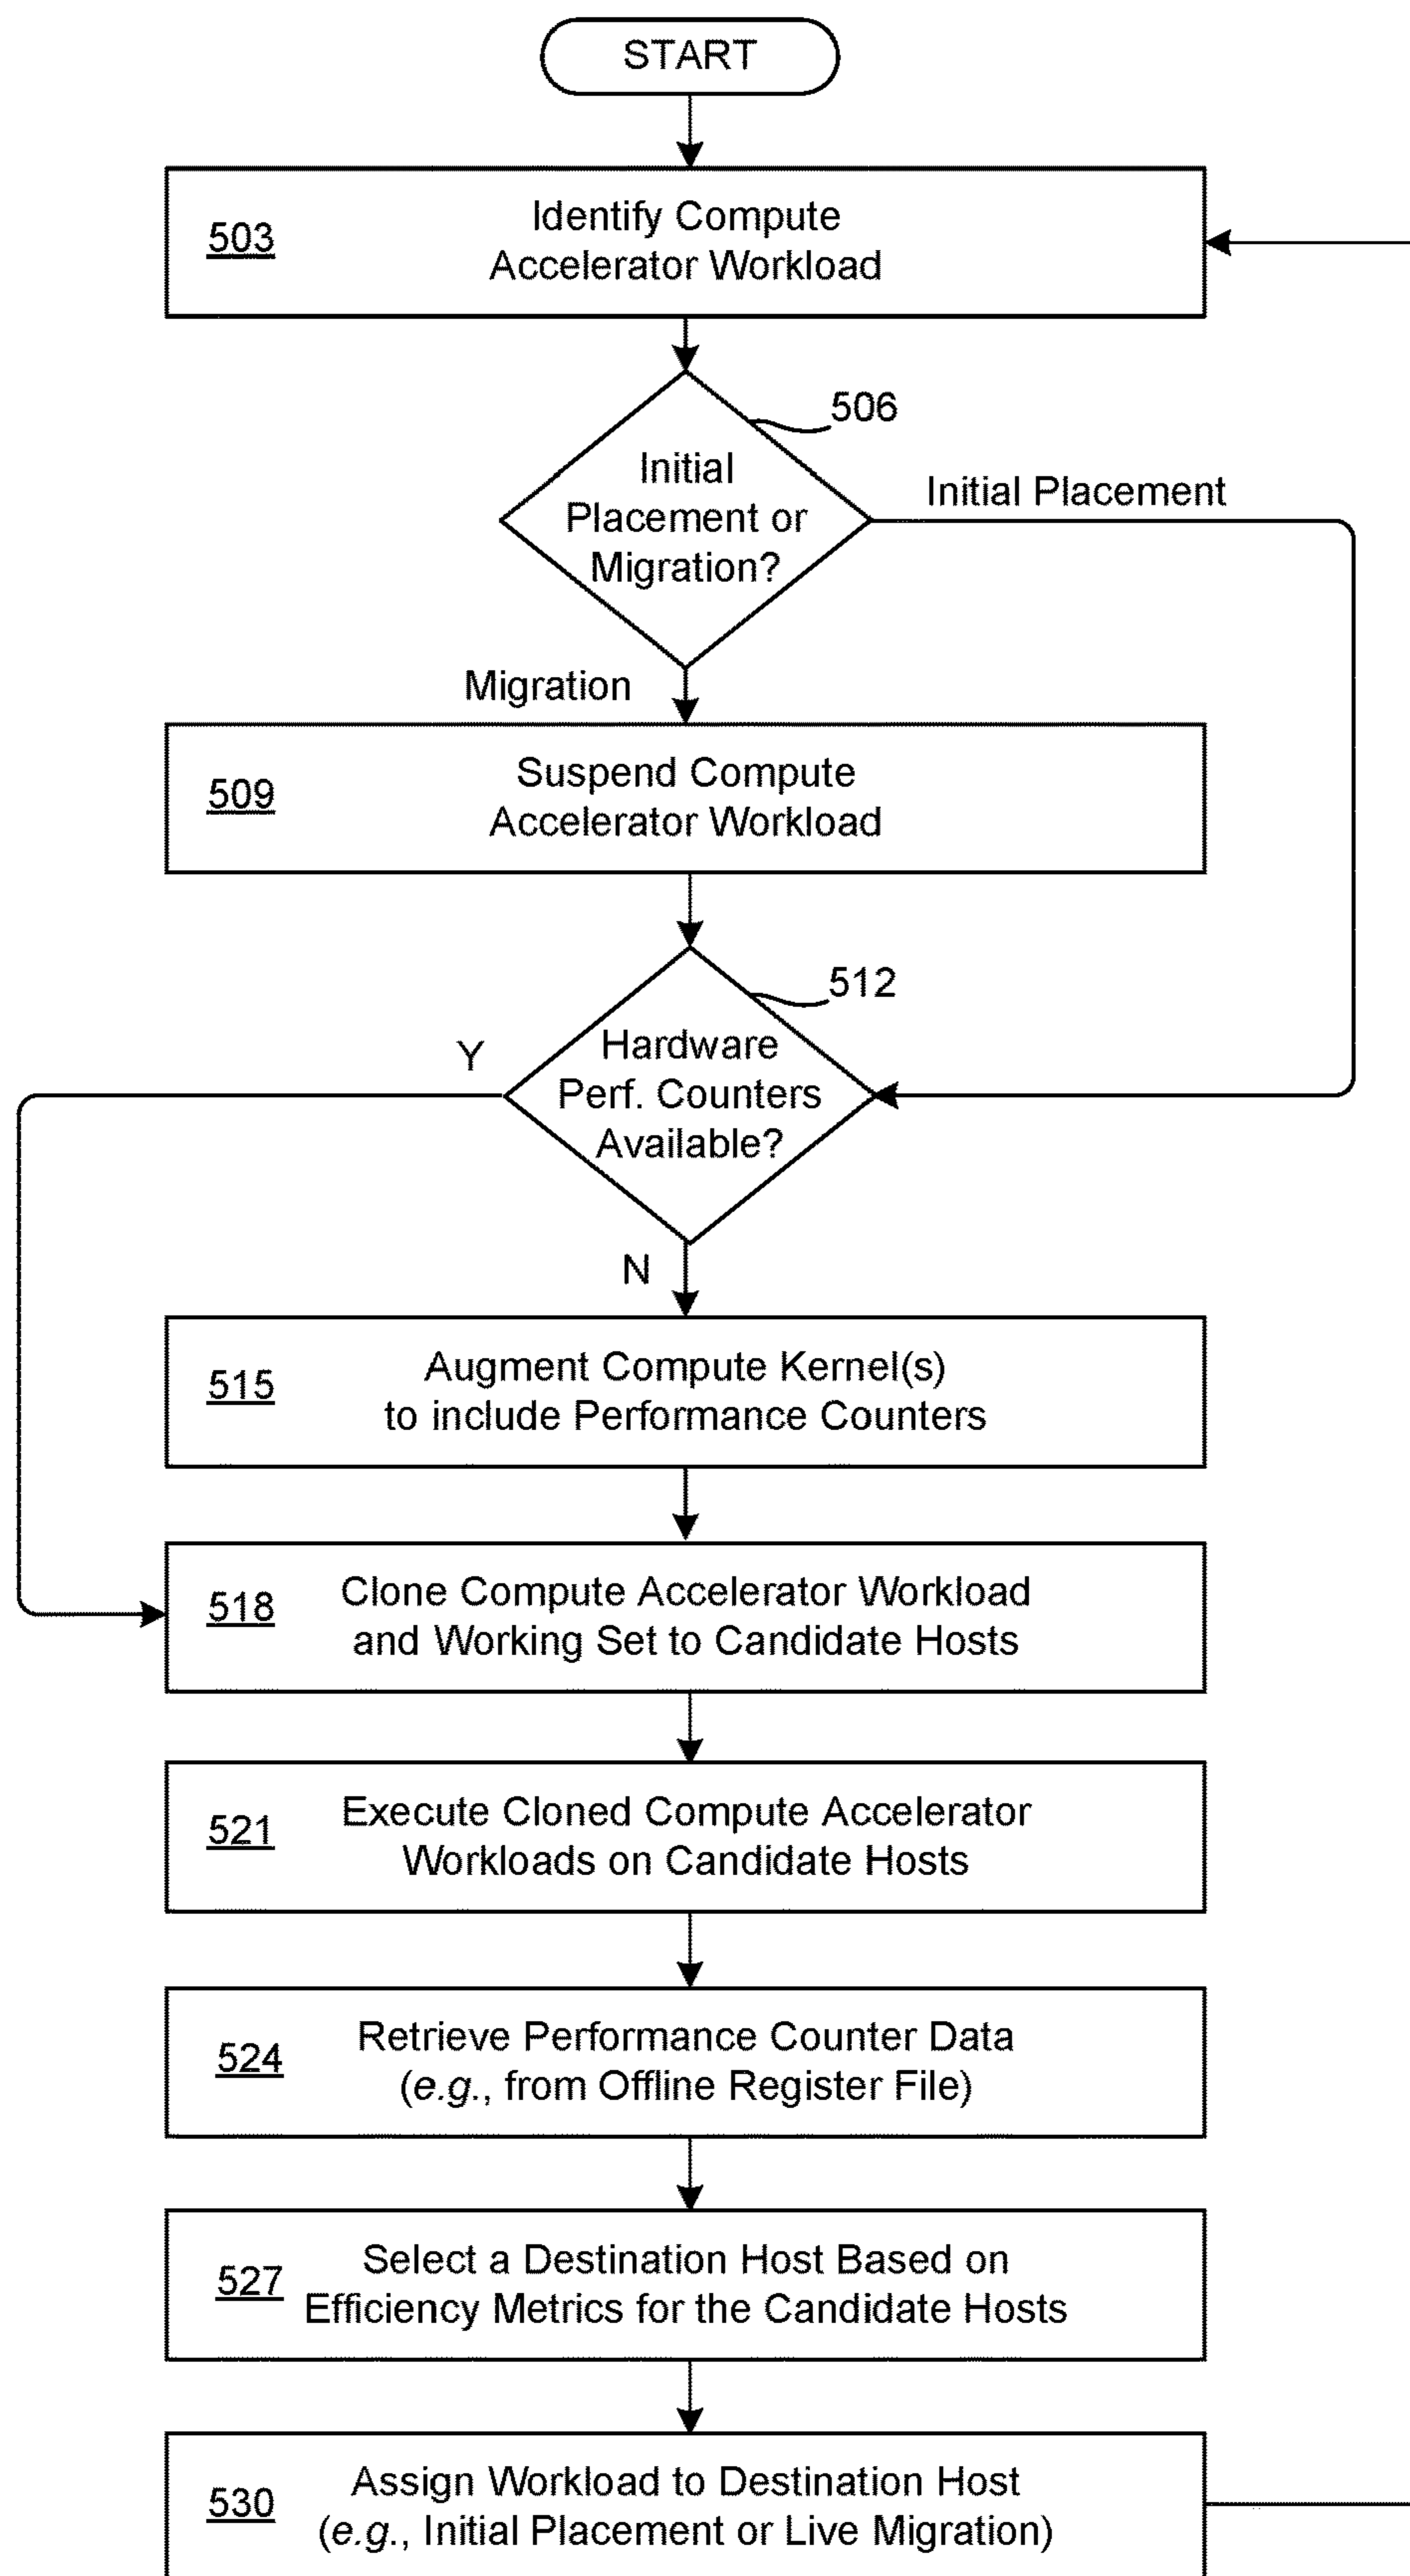 START
503
Identify Compute
Accelerator Workload
506
Initial
Placement or
Migration?
Initial Placement
Migration
509
Suspend Compute
Accelerator Workload
512
Hardware
Perf. Counters
Available?
Y
N
515
Augment Compute Kernel(s)
to include Performance Counters
518
Clone Compute Accelerator Workload
and Working Set to Candidate Hosts
521
Execute Cloned Compute Accelerator
Workloads on Candidate Hosts
524
Retrieve Performance Counter Data
(e.g., from Offline Register File)
527
Select a Destination Host Based on
Efficiency Metrics for the Candidate Hosts
530
Assign Workload to Destination Host
(e.g., Initial Placement or Live Migration)